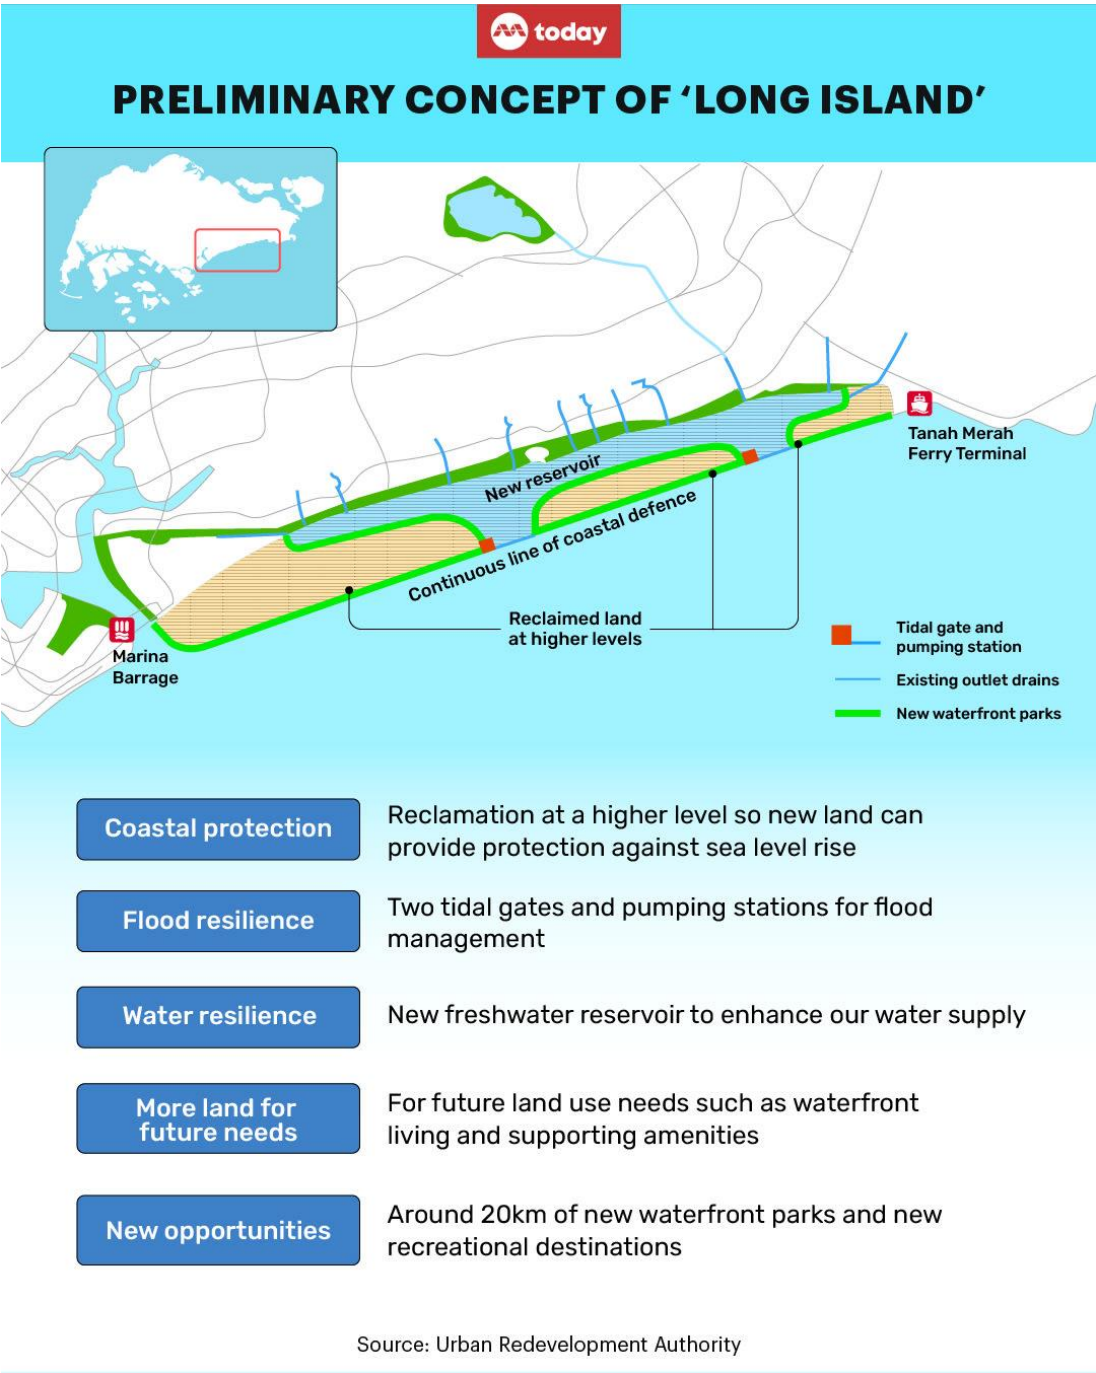 today
PRELIMINARY CONCEPT OF ‘LONG ISLAND’
Tanah Merah
Ferry Terminal
New reservoir
Continuous line of coastal defence
Reclaimed land
at higher levels
Marina
Barrage
Tidal gate and
pumping station
Existing outlet drains
New waterfront parks
Coastal protection
Reclamation at a higher level so new land can
provide protection against sea level rise
Flood resilience
Two tidal gates and pumping stations for flood
management
Water resilience
New freshwater reservoir to enhance our water supply
More land for
future needs
For future land use needs such as waterfront
living and supporting amenities
New opportunities
Around 20km of new waterfront parks and new
recreational destinations
Source: Urban Redevelopment Authority